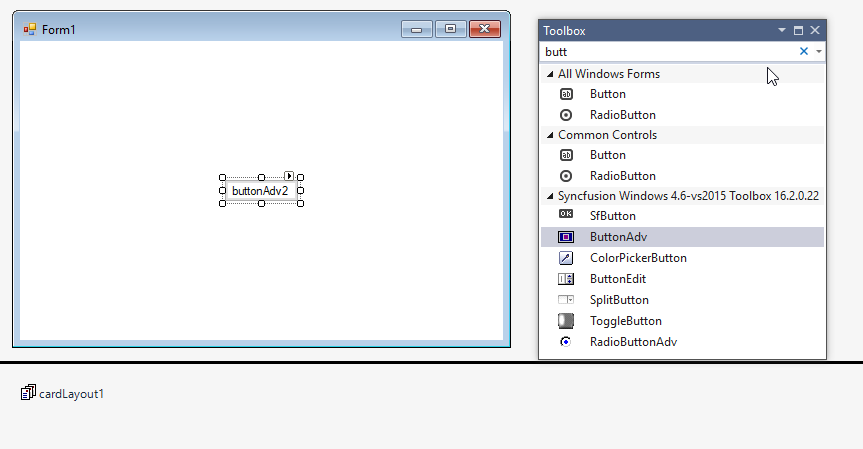 Form1
buttonAdv2
cardLayout1
Toolbox
butt
All Windows Forms
Button
RadioButton
Common Controls
Button
RadioButton
Syncfusion Windows 4.6-vs2015 Toolbox 16.2.0.22
SfButton
ButtonAdv
ColorPickerButton
ButtonEdit
SplitButton
ToggleButton
RadioButtonAdv